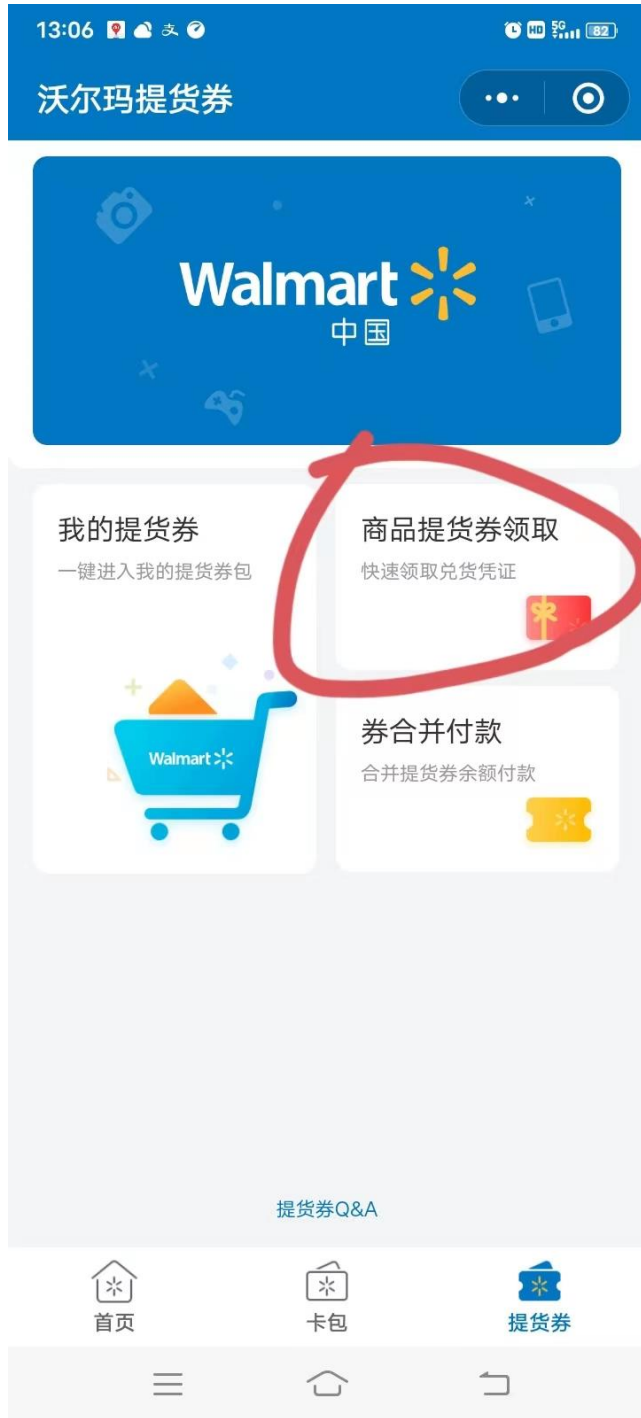 13:06
HD 5G 82
沃尔玛提货券
Walmart
中国
我的提货券
一键进入我的提货券包
Walmart
商品提货券领取
快速领取兑货凭证
券合并付款
合并提货券余额付款
提货券Q&A
首页
卡包
提货券